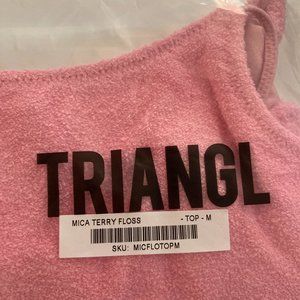 TRIANGL
MICA TERRY FLOSS - TOP - M
SKU: MICFLOTOPM